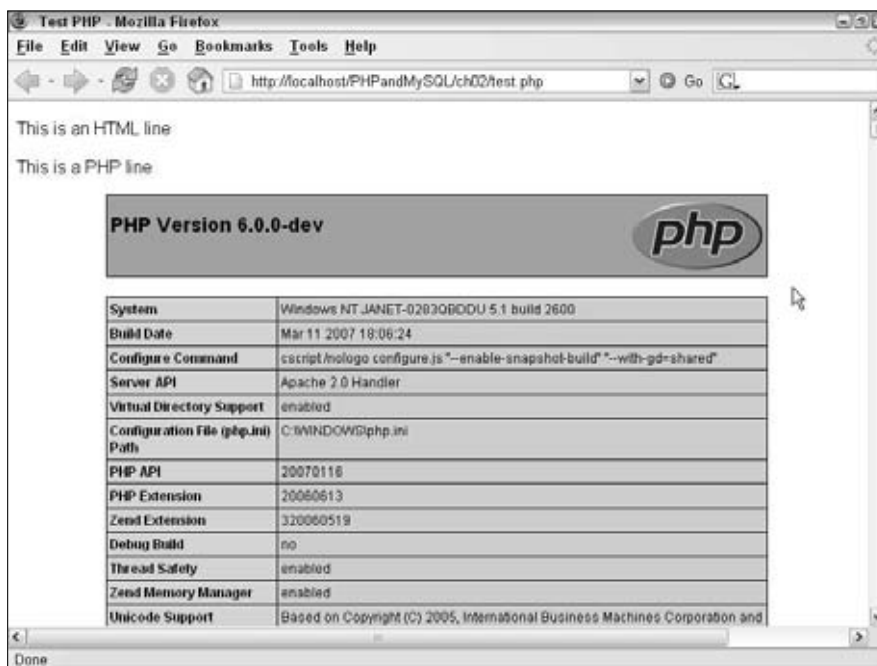 Test PHP - Mozilla Firefox
File Edit View Go Bookmarks Tools Help
http://localhost/PHPandMySQL/ch02/test.php Go G
This is an HTML line
This is a PHP line
PHP Version 6.0.0-dev php
System Windows NT JANET-0283QBDDU 5.1 build 2600
Build Date Mar 11 2007 18:06:24
Configure Command cscript /nologo configure.js "--enable-snapshot-build" "--with-gd=shared"
Server API Apache 2.0 Handler
Virtual Directory Support enabled
Configuration File (php.ini) C:\WINDOWS\php.ini
Path
PHP API 20070116
PHP Extension 20060613
Zend Extension 320060519
Debug Build no
Thread Safety enabled
Zend Memory Manager enabled
Unicode Support Based on Copyright (C) 2005, International Business Machines Corporation and
Done